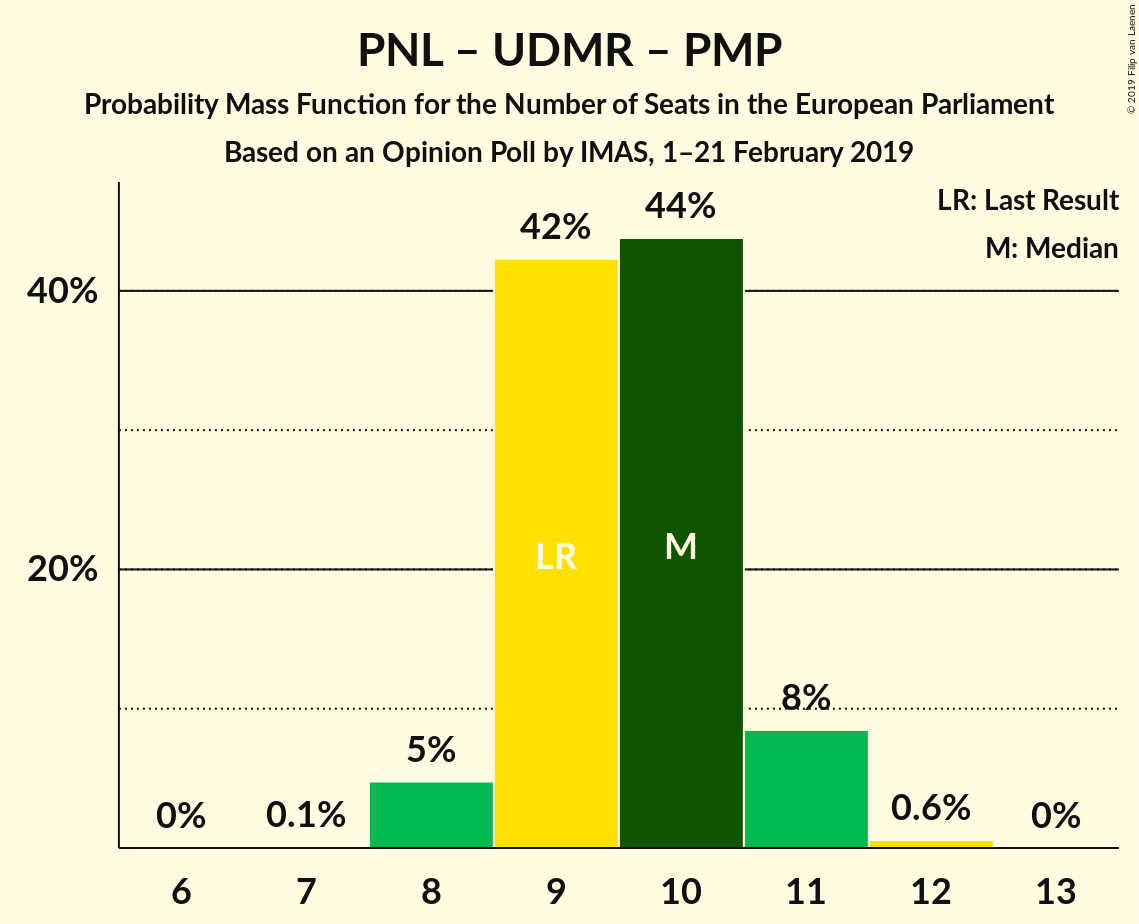 PNL – UDMR – PMP
Probability Mass Function for the Number of Seats in the European Parliament
Based on an Opinion Poll by IMAS, 1–21 February 2019
© 2019 Filip van Laenen
LR: Last Result
M: Median
40%
20%
0%
0.1%
5%
42%
44%
8%
0.6%
0%
LR
M
6 7 8 9 10 11 12 13